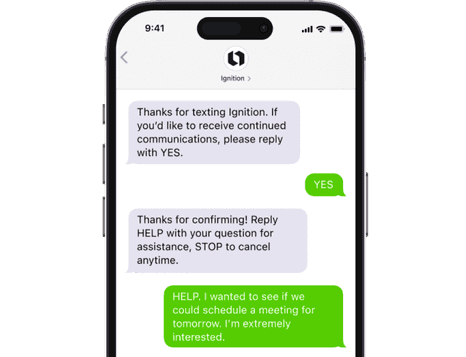 9:41
Ignition
Thanks for texting Ignition. If
you'd like to receive continued
communications, please reply
with YES.
YES
Thanks for confirming! Reply
HELP with your question for
assistance, STOP to cancel
anytime.
HELP. I wanted to see if we
could schedule a meeting for
tomorrow. I'm extremely
interested.